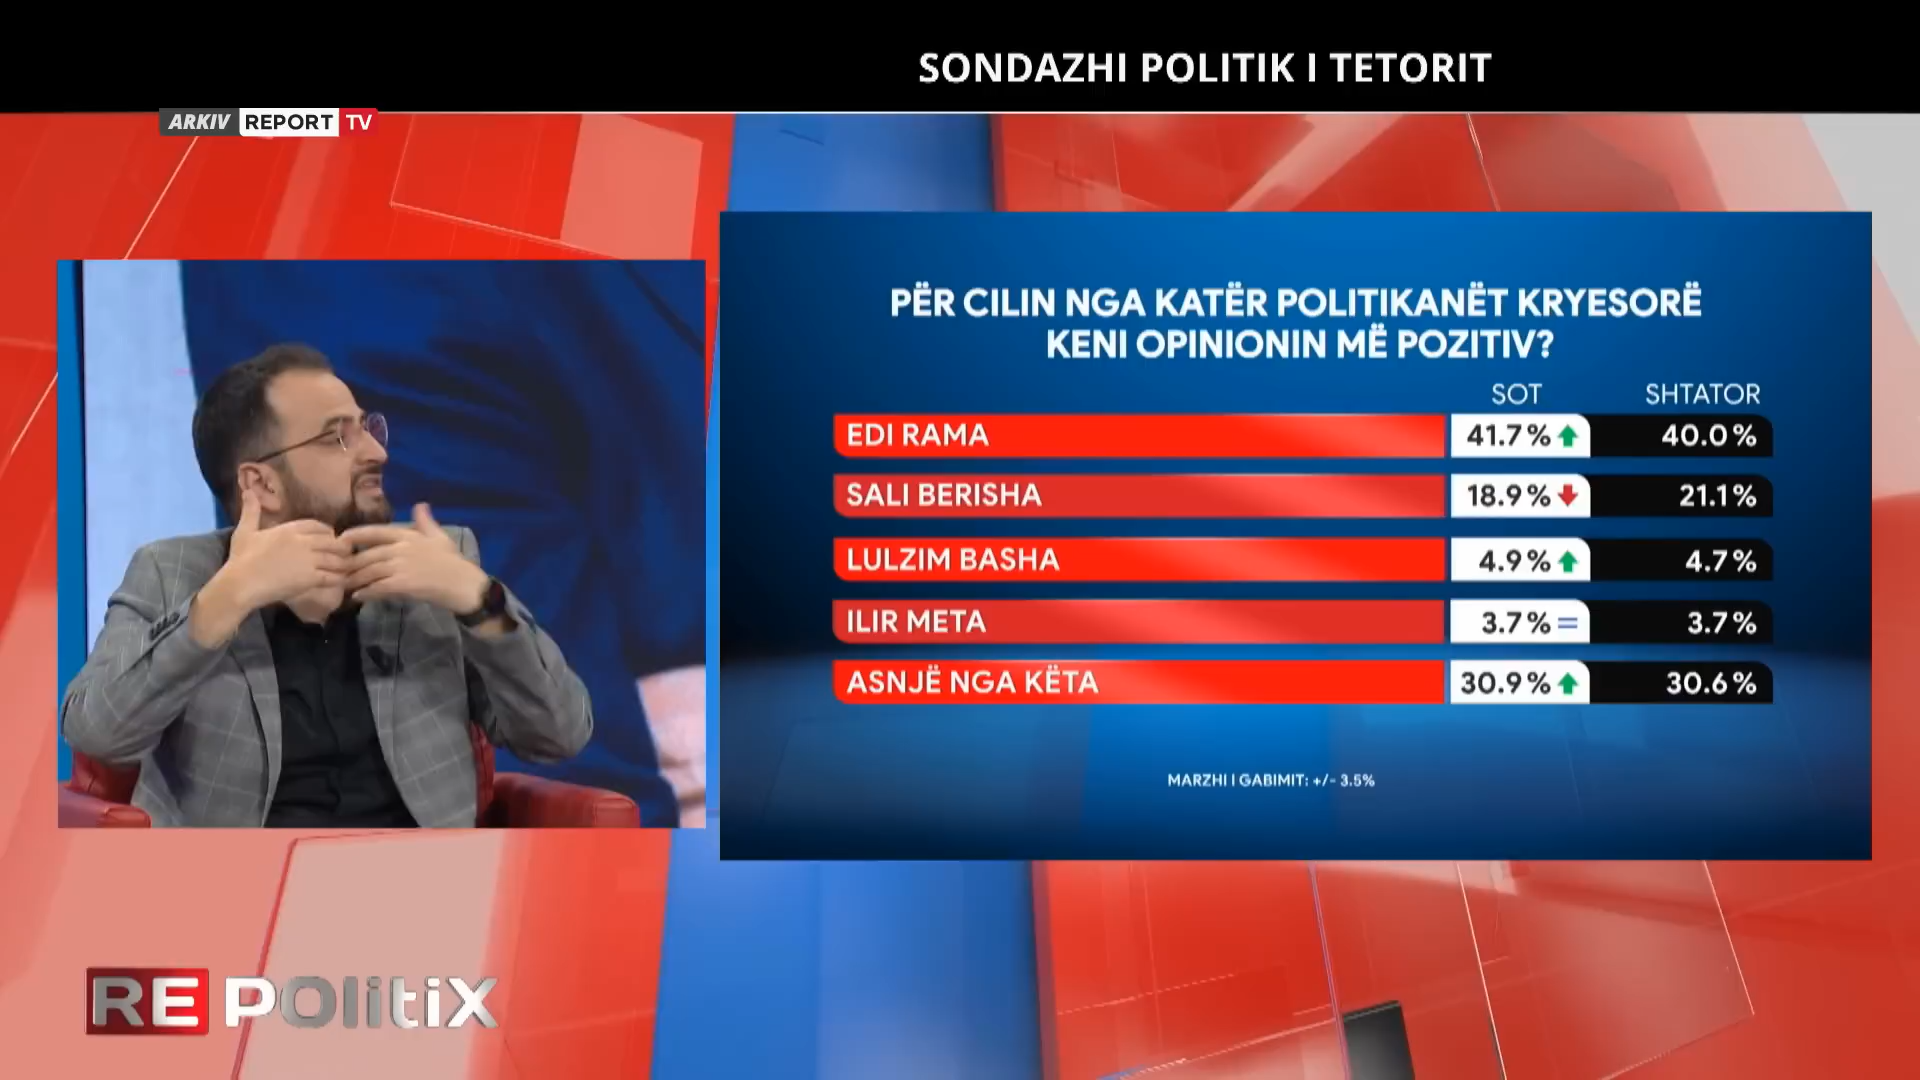 SONDAZHI POLITIK I TETORIT
ARKIV REPORT TV
PËR CILIN NGA KATËR POLITIKANËT KRYESORË
KENI OPINIONIN MË POZITIV?
SOT SHTATOR
EDI RAMA 41.7% 40.0%
SALI BERISHA 18.9% 21.1%
LULZIM BASHA 4.9% 4.7%
ILIR META 3.7% = 3.7%
ASNJË NGA KËTA 30.9% 30.6%
MARZHI I GABIMIT: +/- 3.5%
RE POlitiX